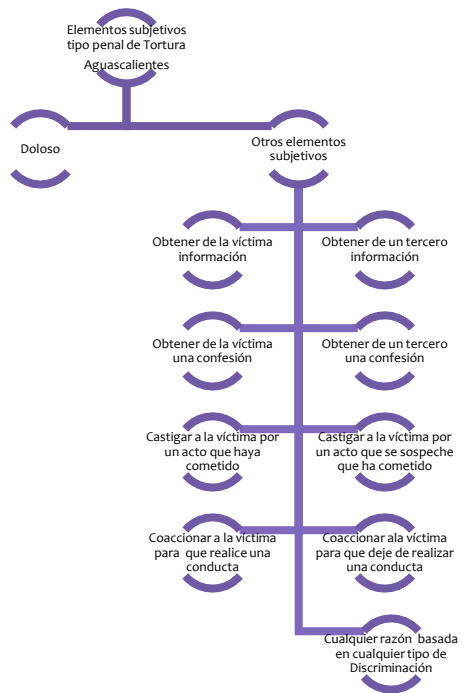 Elementos subjetivos
tipo penal de Tortura
Aguascalientes
Doloso
Otros elementos
subjetivos
Obtener de la víctima
información
Obtener de un tercero
información
Obtener de la víctima
una confesión
Obtener de un tercero
una confesión
Castigar a la víctima por
un acto que haya
cometido
Castigar a la víctima por
un acto que se sospeche
que ha cometido
Coaccionar a la víctima
para que realice una
conducta
Coaccionar ala víctima
para que deje de realizar
una conducta
Cualquier razón basada
en cualquier tipo de
Discriminación